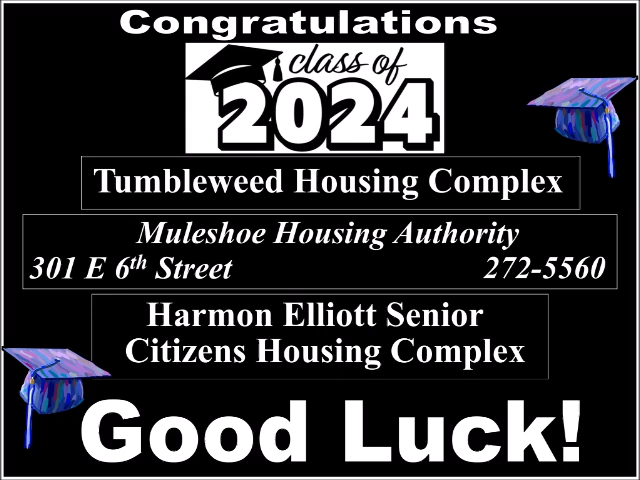 Congratulations
class of
2024
Tumbleweed Housing Complex
Muleshoe Housing Authority
301 E 6th Street 272-5560
Harmon Elliott Senior
Citizens Housing Complex
Good Luck!